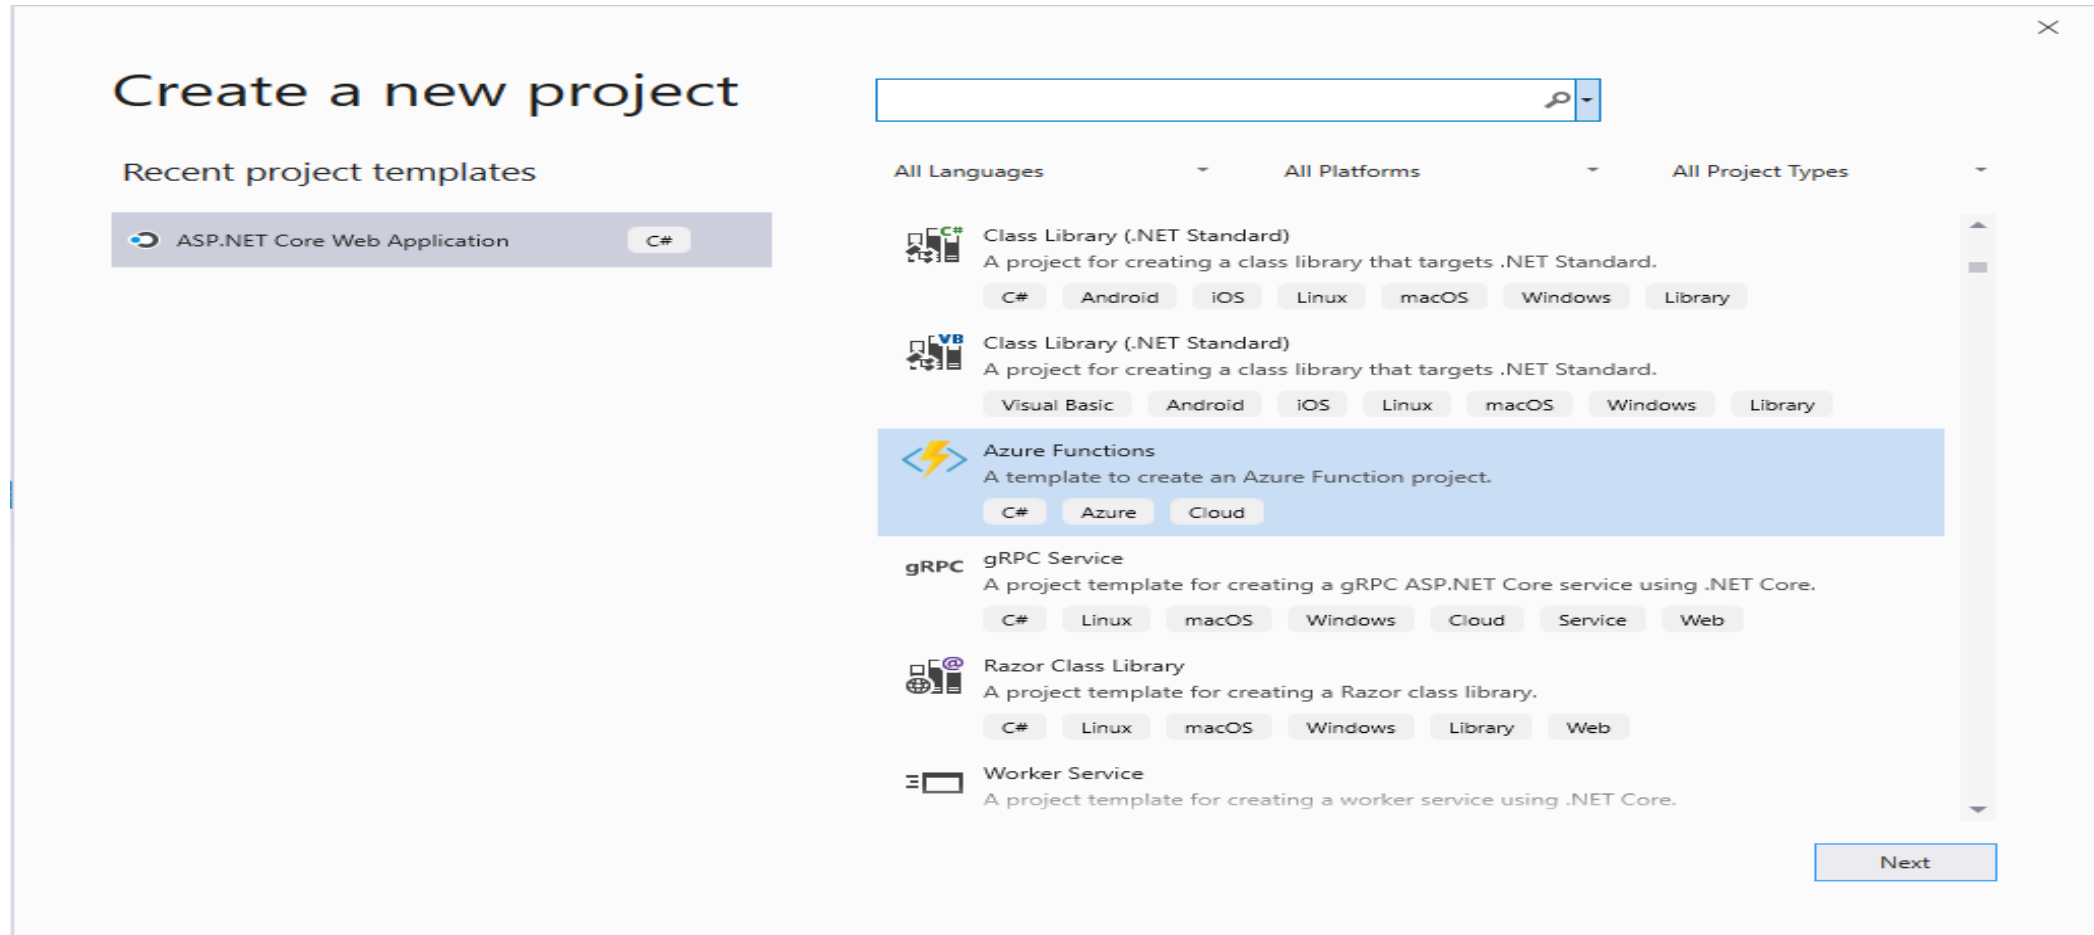 Create a new project
Recent project templates
ASP.NET Core Web Application C#
All Languages All Platforms All Project Types
C#
Class Library (.NET Standard)
A project for creating a class library that targets .NET Standard.
C# Android iOS Linux macOS Windows Library
VB
Class Library (.NET Standard)
A project for creating a class library that targets .NET Standard.
Visual Basic Android iOS Linux macOS Windows Library
Azure Functions
A template to create an Azure Function project.
C# Azure Cloud
gRPC
gRPC Service
A project template for creating a gRPC ASP.NET Core service using .NET Core.
C# Linux macOS Windows Cloud Service Web
@
Razor Class Library
A project template for creating a Razor class library.
C# Linux macOS Windows Library Web
Worker Service
A project template for creating a worker service using .NET Core.
Next